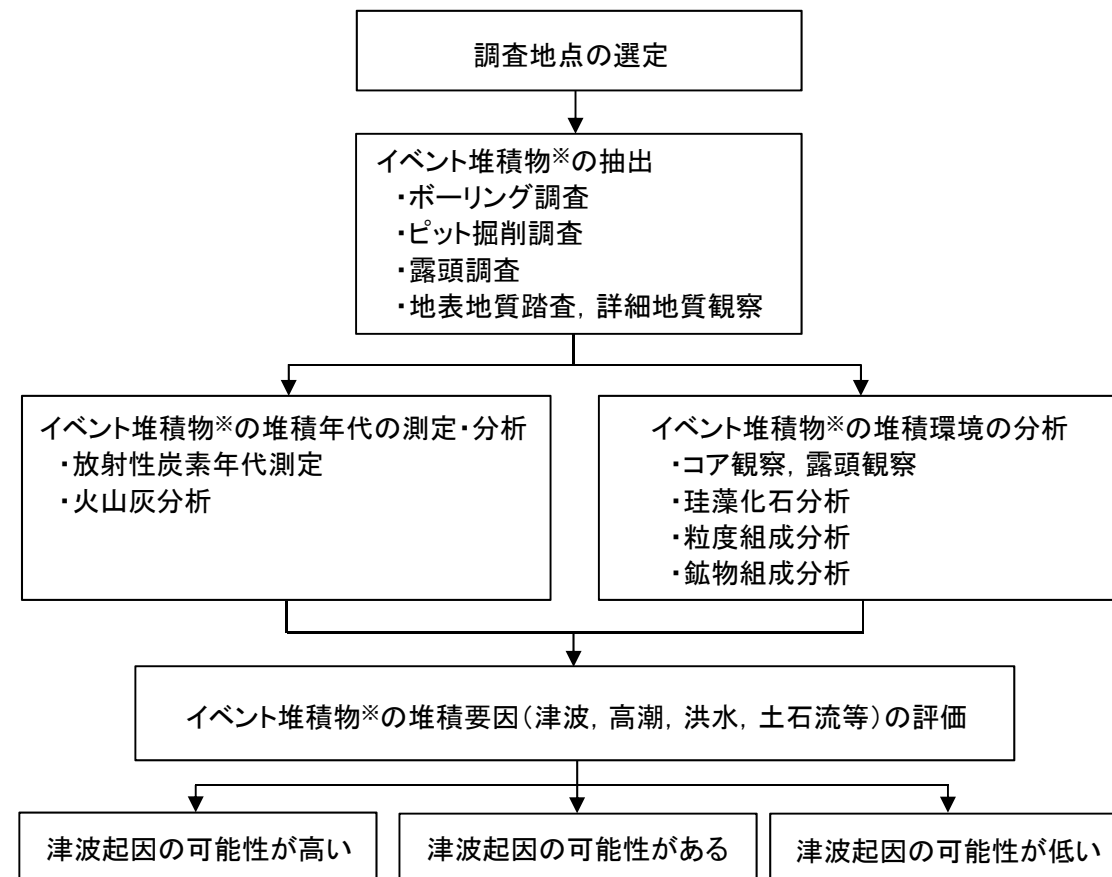 調査地点の選定
イベント堆積物※の抽出
・ボーリング調査
・ピット掘削調査
・露頭調査
・地表地質踏査, 詳細地質観察
イベント堆積物※の堆積年代の測定・分析
・放射性炭素年代測定
・火山灰分析
イベント堆積物※の堆積環境の分析
・コア観察, 露頭観察
・珪藻化石分析
・粒度組成分析
・鉱物組成分析
イベント堆積物※の堆積要因(津波, 高潮, 洪水, 土石流等)の評価
津波起因の可能性が高い
津波起因の可能性がある
津波起因の可能性が低い